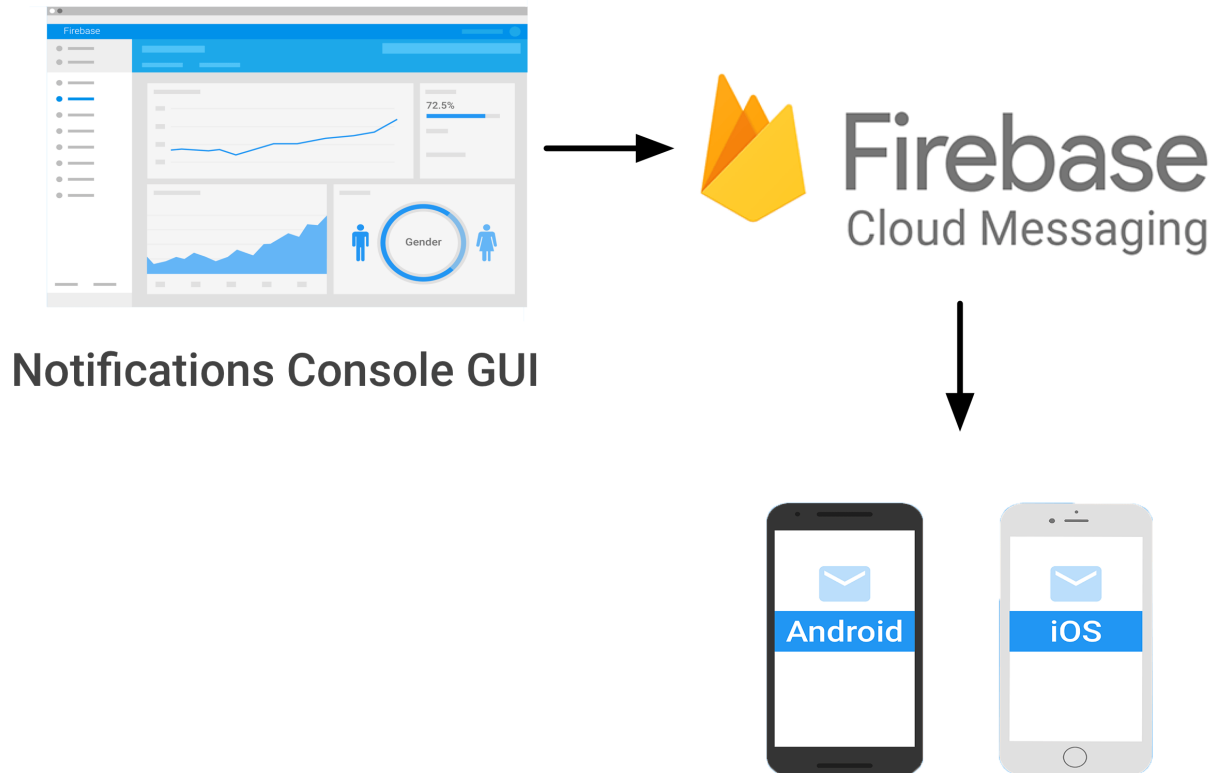 Firebase
72.5%
Gender
Notifications Console GUI
Firebase
Cloud Messaging
Android
iOS